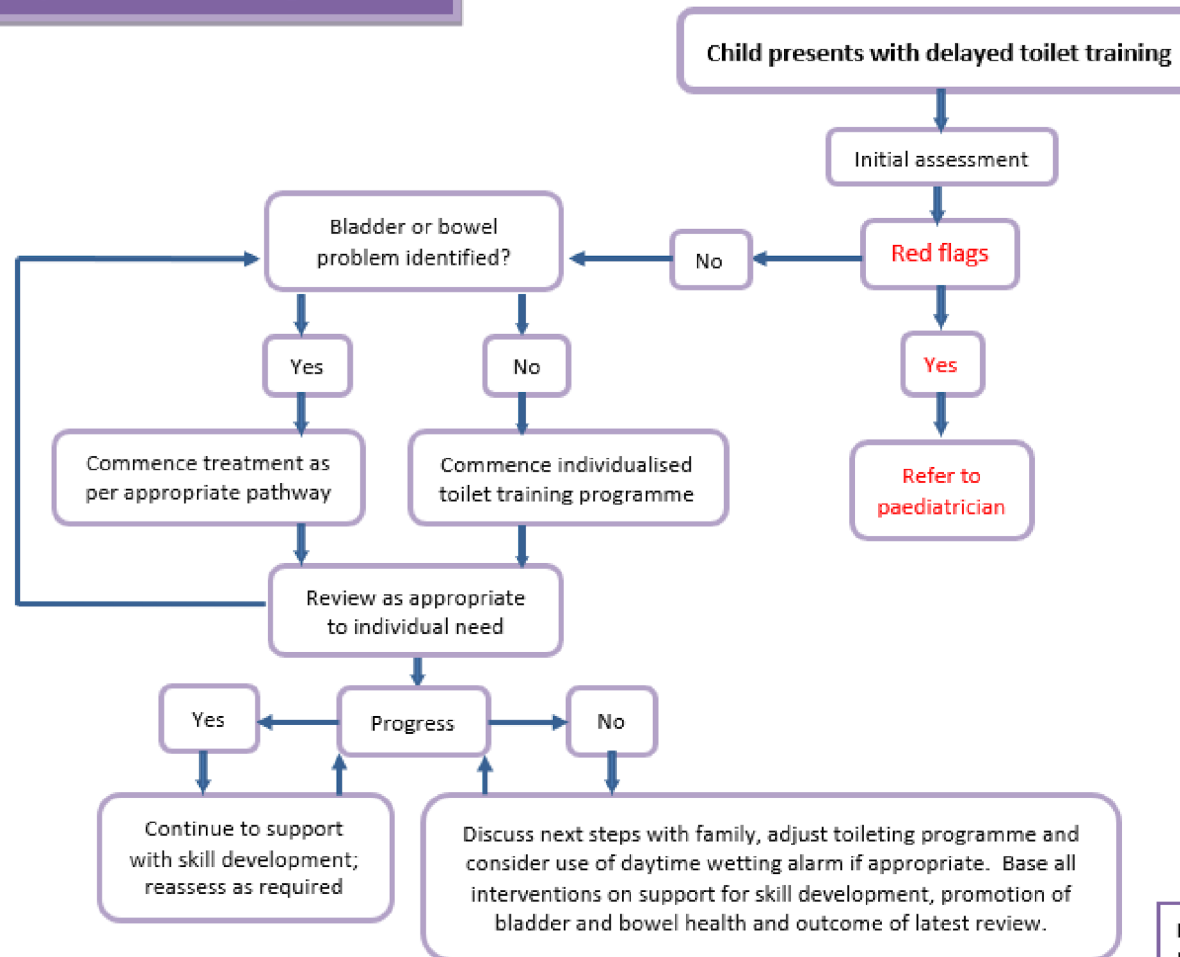 Child presents with delayed toilet training
Initial assessment
Red flags
No
Bladder or bowel
problem identified?
Yes
No
Yes
Commence treatment as
per appropriate pathway
Commence individualised
toilet training programme
Refer to
paediatrician
Review as appropriate
to individual need
Yes
Progress
No
Continue to support
with skill development;
reassess as required
Discuss next steps with family, adjust toileting programme and
consider use of daytime wetting alarm if appropriate.  Base all
interventions on support for skill development, promotion of
bladder and bowel health and outcome of latest review.